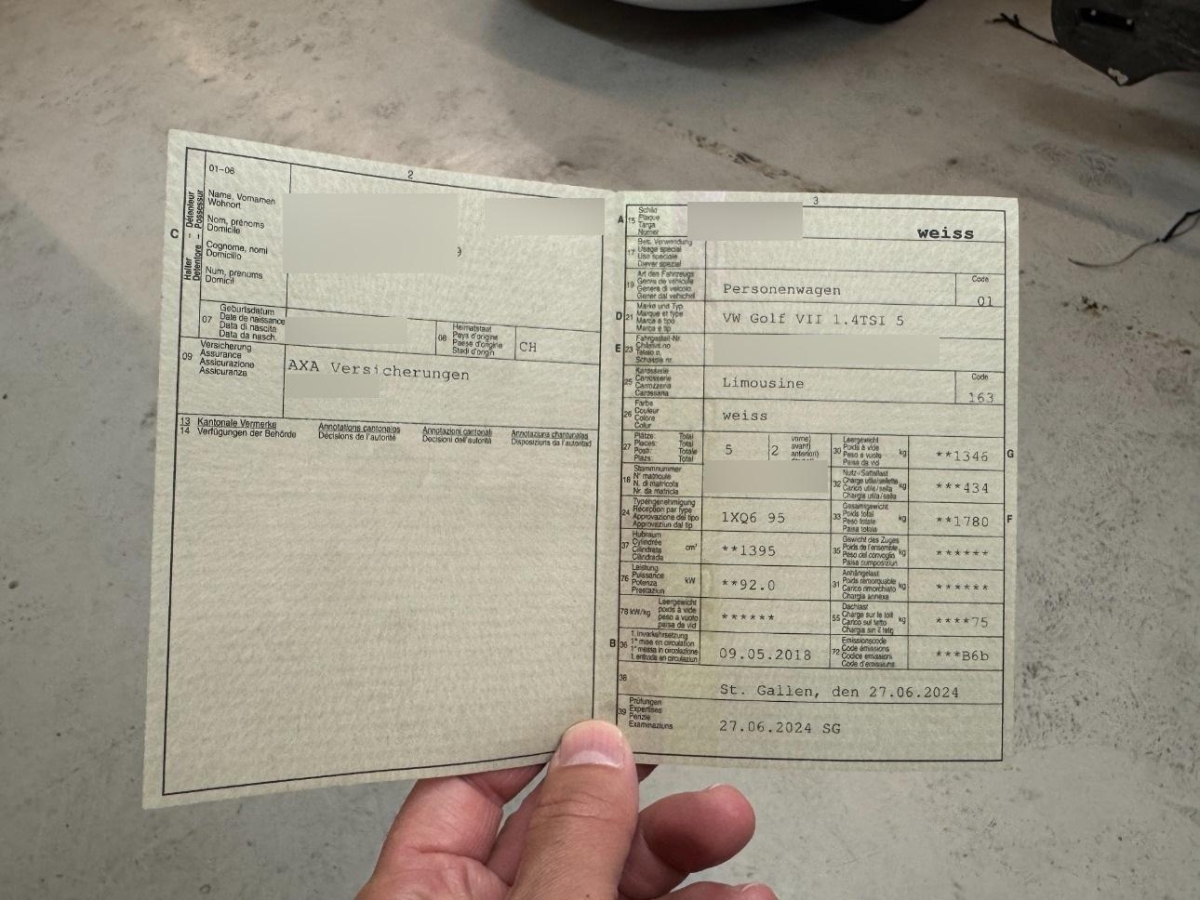 2
C
Halter – Détenteur
Detentore – Possessur
01-06
Name, Vornamen
Wohnort
Nom, prénoms
Domicile
Cognome, nomi
Domicilio
Num, prenums
Domicil
07
Geburtsdatum
Date de naissance
Data di nascita
Data da nasch.
08
Heimatstaat
Pays d'origine
Paese d'origine
Stadi d'origin
CH
09
Versicherung
Assurance
Assicurazione
Assicuranza
AXA Versicherungen
13 Kantonale Vermerke
14 Verfügungen der Behörde
Annotations cantonales
Décisions de l'autorité
Annotazioni cantonali
Decisioni dell'autorità
Annotaziuns chantunales
Disposiziuns da l'autoritad
3
A 15
Schild
Plaque
Targa
Numer
weiss
17
Bes. Verwendung
Usage spécial
Uso speciale
Diever spezial
19
Art des Fahrzeugs
Genre de véhicule
Genere di veicolo
Gener dal vehichel
Personenwagen
Code
01
D 21
Marke und Typ
Marque et type
Marca e tipo
Marca e tip
VW Golf VII 1.4TSI 5
E 23
Fahrgestell-Nr.
Châssis no
Telaio n.
Schassis nr.
25
Karosserie
Carrosserie
Carrozzeria
Carossaria
Limousine
Code
163
26
Farbe
Couleur
Colore
Color
weiss
27
Plätze: Total
Places: Total
Posti: Totale
Plazs: Total
5
2
vorne)
avant)
anteriori)
30
Leergewicht
Poids à vide
Peso a vuoto
Paisa da vid
kg
**1346
G
18
Stammnummer
N° matricule
N. di matricola
Nr. da matricla
32
Nutz-/Sattellast
Charge utile/sellette
Carico utile/sella
Chargia utila/sella
kg
***434
24
Typengenehmigung
Réception par type
Approvazione del tipo
Approvaziun dal tip
1XQ6 95
33
Gesamtgewicht
Poids total
Peso totale
Paisa totala
kg
**1780
F
37
Hubraum
Cylindrée
Cilindrata
Cilindrada
cm³
**1395
35
Gewicht des Zuges
Poids de l'ensemble
Peso del convoglio
Paisa cumposiziun
kg
******
76
Leistung
Puissance
Potenza
Prestaziun
kW
**92.0
31
Anhängelast
Poids remorquable
Carico rimorchiato
Chargia annexa
kg
******
78 kW/kg
Leergewicht
poids à vide
peso a vuoto
paisa da vid
******
55
Dachlast
Charge sur le toit
Carico sul tetto
Chargia sin il tetg
kg
****75
B 36
1. Inverkehrsetzung
1re mise en circulation
1a messa in circolazione
1. entrada en circulaziun
09.05.2018
72
Emissionscode
Code émissions
Codice emissioni
Code d'emissiuns
***B6b
38
St. Gallen, den 27.06.2024
39
Prüfungen
Expertises
Perizie
Examinaziuns
27.06.2024 SG